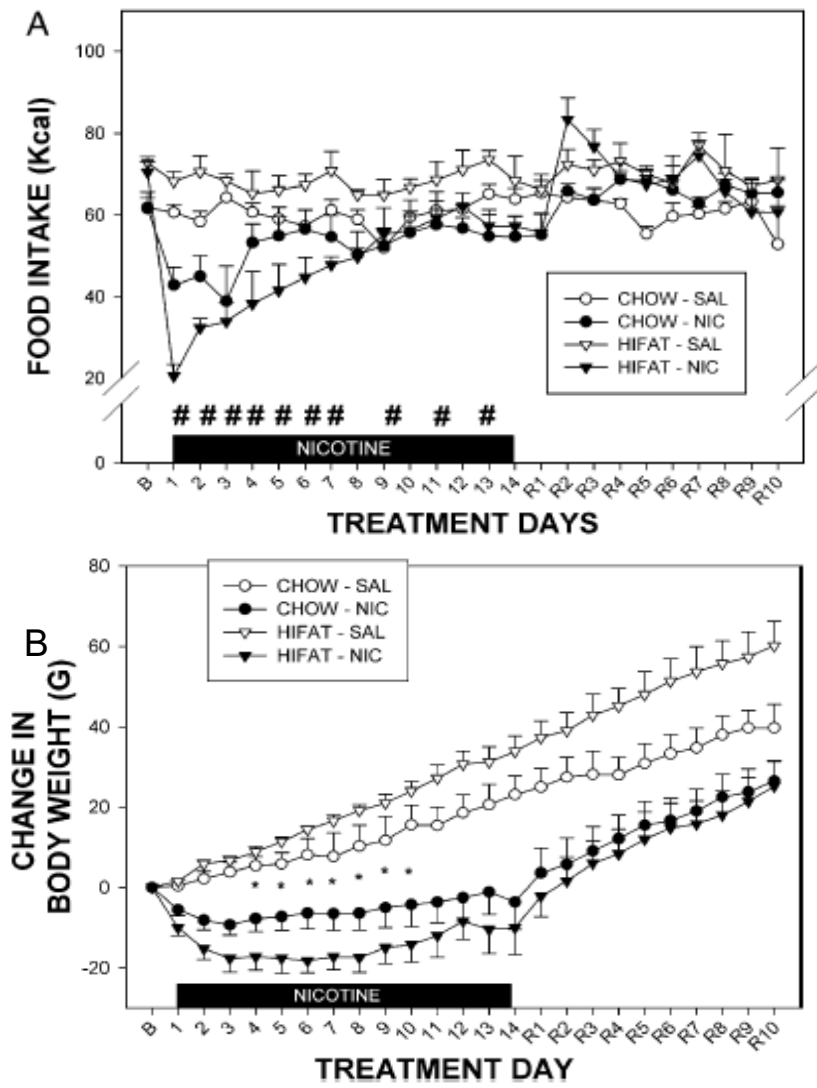 A
FOOD INTAKE (Kcal)
100
80
60
40
20
0
CHOW - SAL
CHOW - NIC
HIFAT - SAL
HIFAT - NIC
# # # # # # # # # #
NICOTINE
B 1 2 3 4 5 6 7 8 9 10 11 12 13 14 R1 R2 R3 R4 R5 R6 R7 R8 R9 R10
TREATMENT DAYS
B
CHANGE IN
BODY WEIGHT (G)
80
60
40
20
0
-20
CHOW - SAL
CHOW - NIC
HIFAT - SAL
HIFAT - NIC
* * * * * * *
NICOTINE
B 1 2 3 4 5 6 7 8 9 10 11 12 13 14 R1 R2 R3 R4 R5 R6 R7 R8 R9 R10
TREATMENT DAY